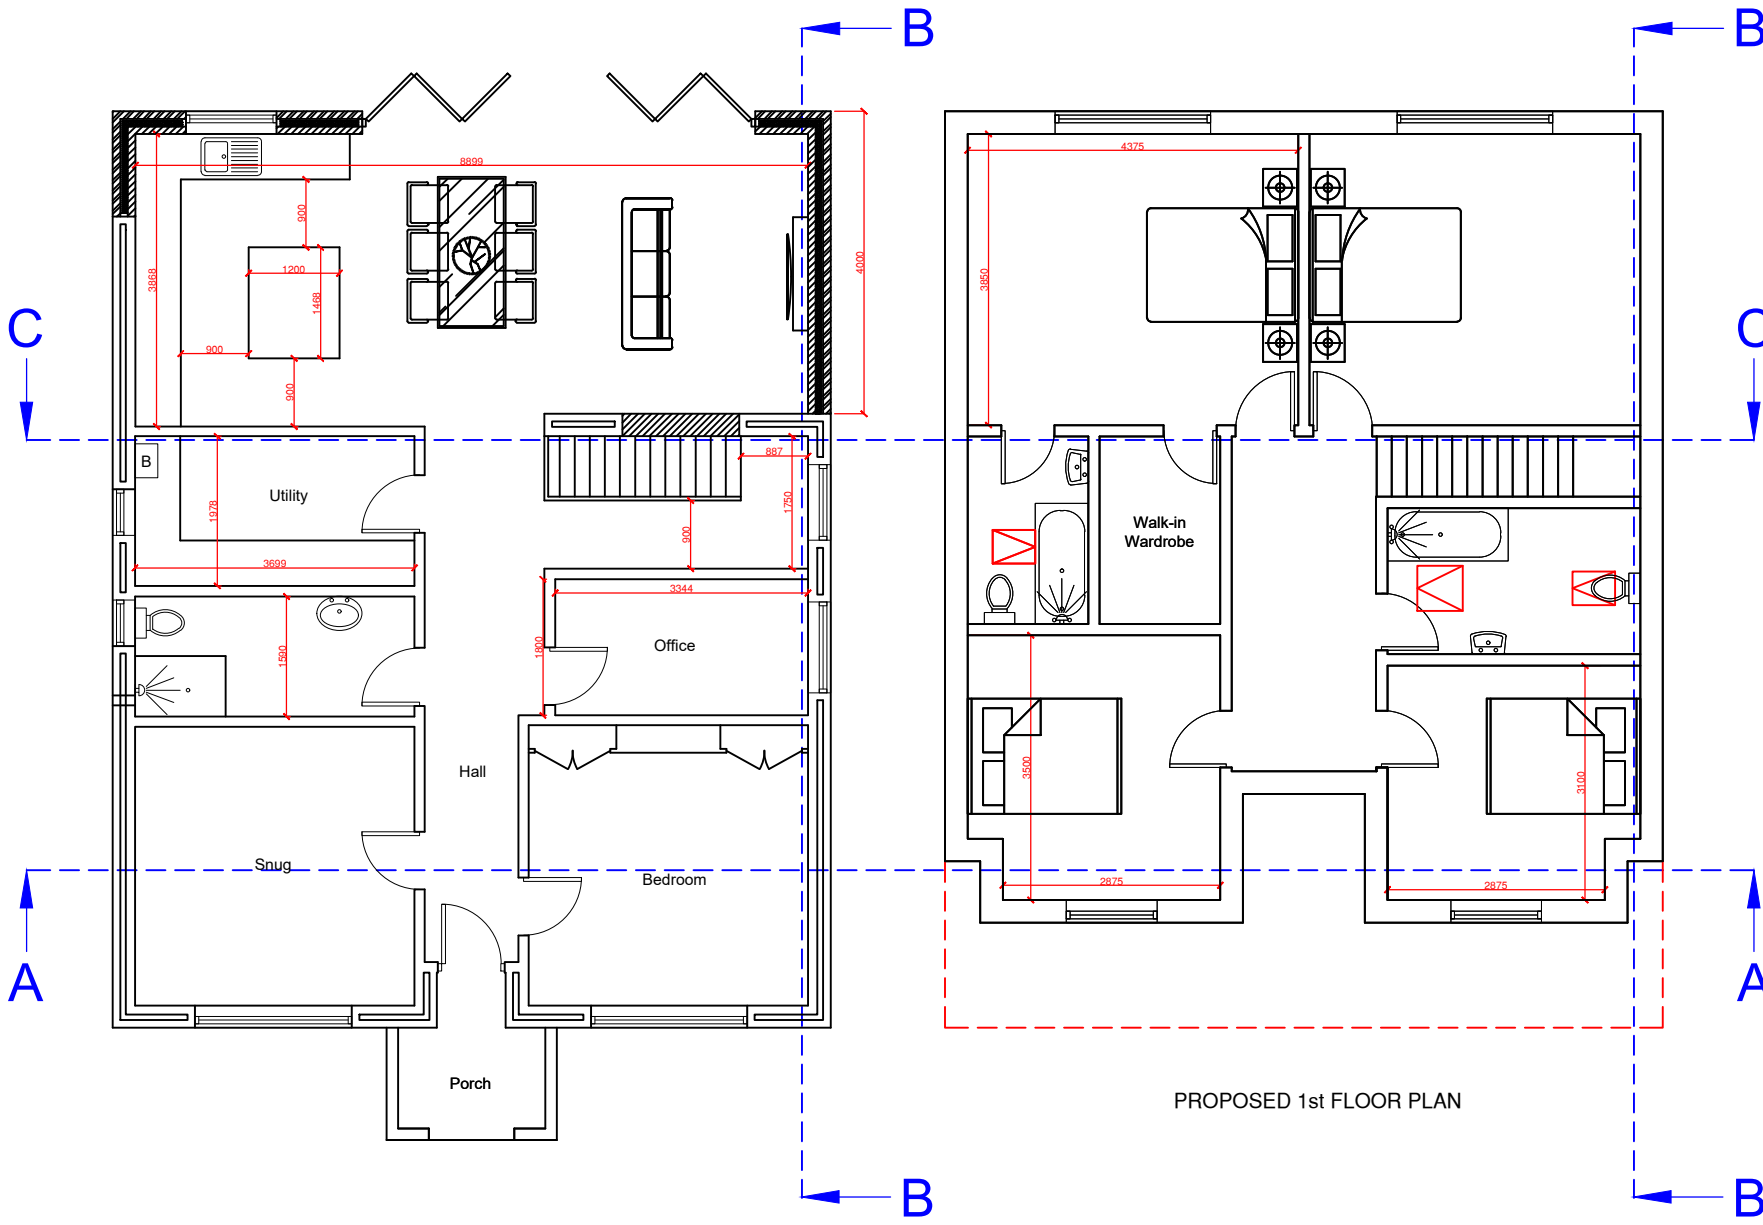 B
B
8899
4375
900
3868
1200
1468
4000
3850
C
C
900
900
B
887
Utility
1978
1750
900
Walk-in
Wardrobe
3699
3344
1590
1800
Office
Hall
3500
3100
Snug
Bedroom
2875
2875
A
A
Porch
PROPOSED 1st FLOOR PLAN
B
B